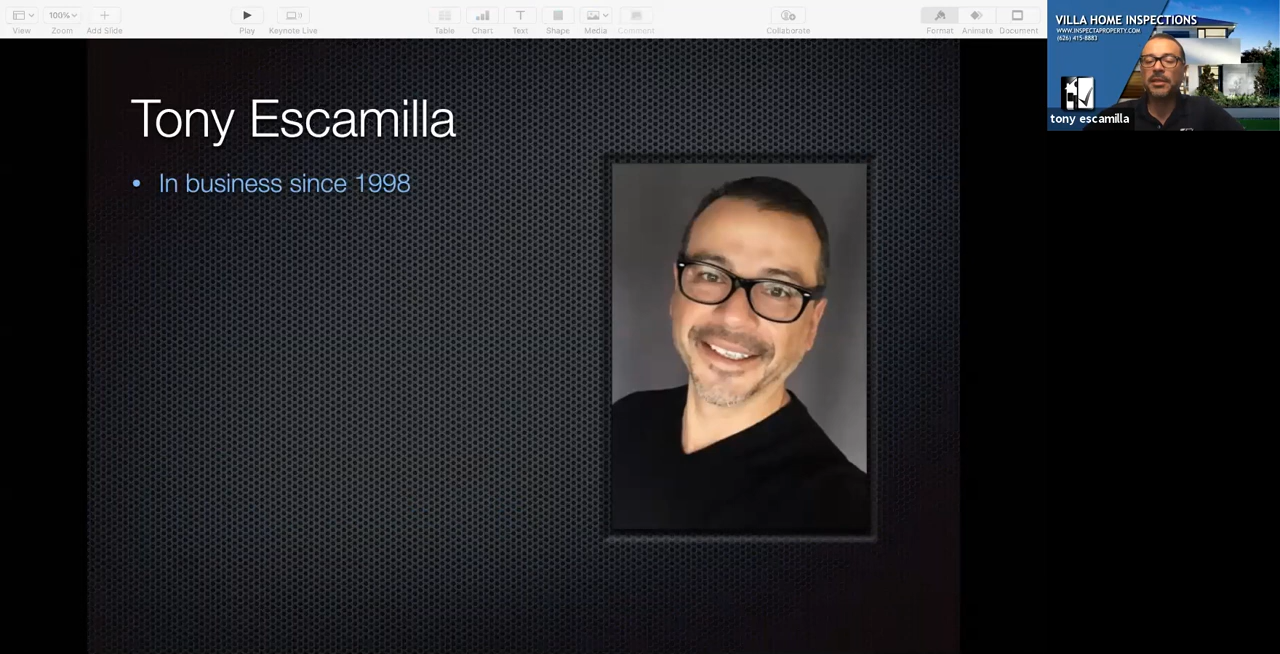 View
100%
Zoom
Add Slide
Play
Keynote Live
Table
Chart
Text
Shape
Media
Comment
Collaborate
Format
Animate
Document
VILLA HOME INSPECTIONS
WWW.INSPECTAPROPERTY.COM
(626) 415-8883
tony escamilla
Tony Escamilla
• In business since 1998